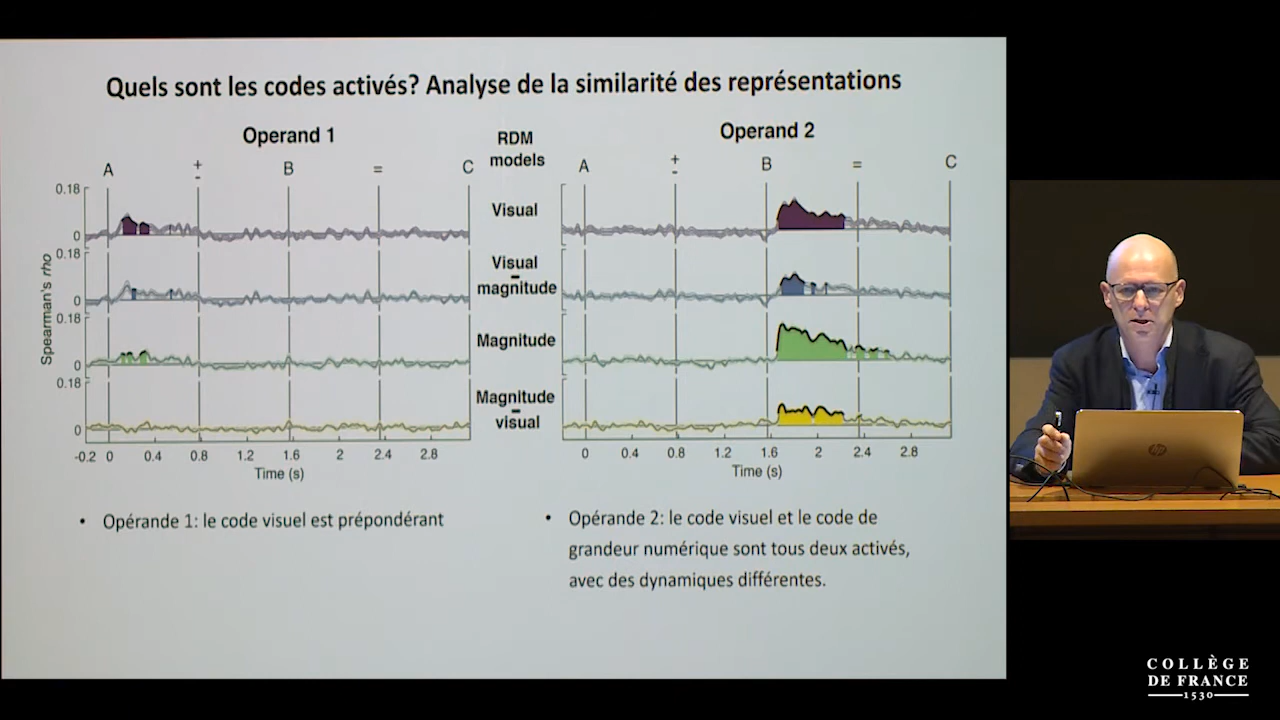 Quels sont les codes activés? Analyse de la similarité des représentations
Operand 1
A + - B = C
0.18
0
0.18
0
0.18
0
0.18
0
Spearman's rho
-0.2 0 0.4 0.8 1.2 1.6 2 2.4 2.8
Time (s)
RDM
models
Visual
Visual
-
magnitude
Magnitude
Magnitude
-
visual
Operand 2
A + - B = C
0 0.4 0.8 1.2 1.6 2 2.4 2.8
Time (s)
• Opérande 1: le code visuel est prépondérant
• Opérande 2: le code visuel et le code de
grandeur numérique sont tous deux activés,
avec des dynamiques différentes.
hp
COLLÈGE
DE FRANCE
1530